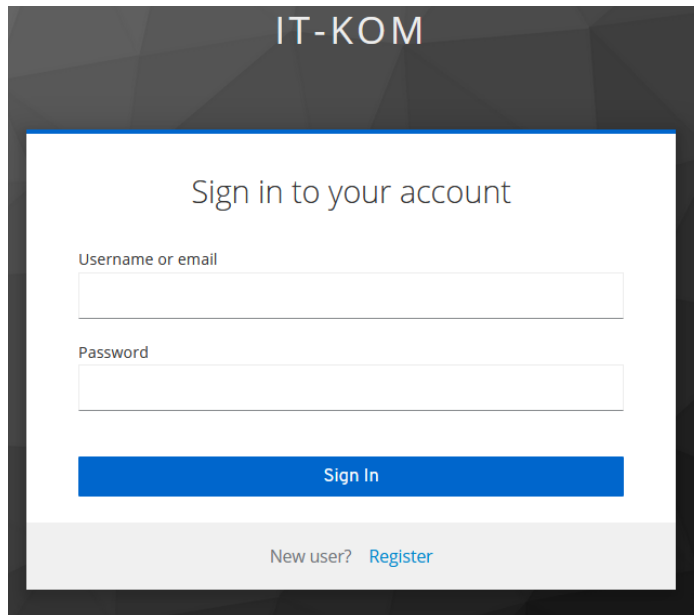 IT-KOM
Sign in to your account
Username or email
Password
Sign In
New user? Register